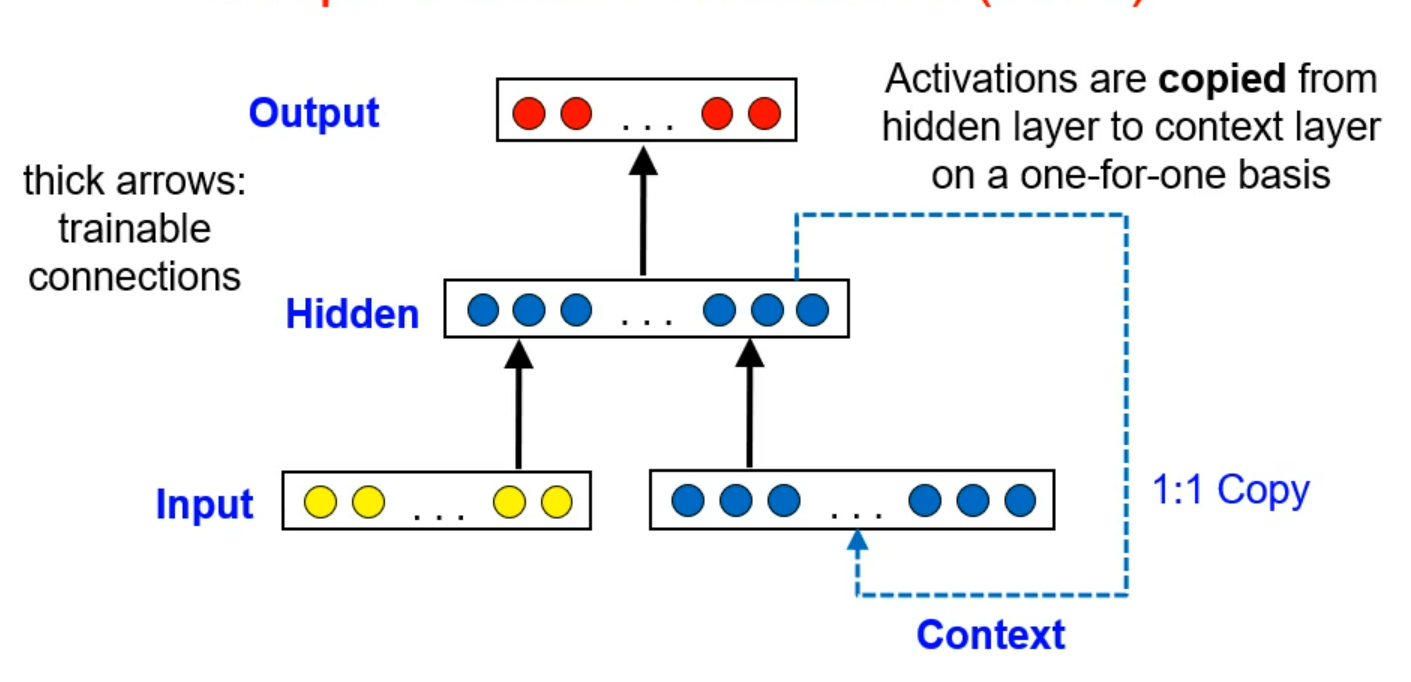 Output
Activations are copied from
hidden layer to context layer
on a one-for-one basis
thick arrows:
trainable
connections
Hidden
. . .
Input
1:1 Copy
Context